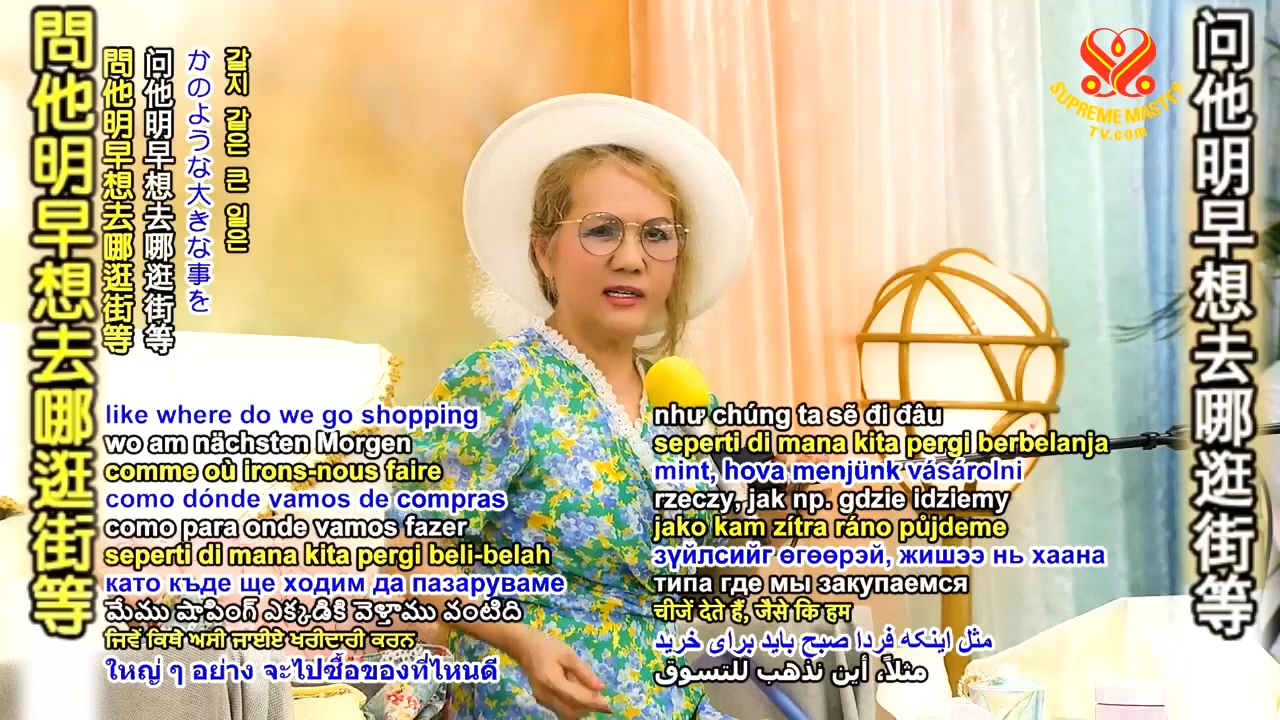 問他明早想去哪逛街等
問他明早想去哪逛街等
问他明早想去哪逛街等
かのような大きな事を
갈지 같은 큰 일은
SUPREME MASTER
TV.com
问他明早想去哪逛街等
like where do we go shopping
wo am nächsten Morgen
comme où irons-nous faire
como dónde vamos de compras
como para onde vamos fazer
seperti di mana kita pergi beli-belah
като къде ще ходим да пазаруваме
మేము షాపింగ్ ఎక్కడికి వెళ్తాము వంటిది
ਜਿਵੇਂ ਕਿਥੇ ਅਸੀ ਜਾਈਏ ਖਰੀਦਾਰੀ ਕਰਨ
ใหญ่ ๆ อย่าง จะไปซื้อของที่ไหนดี
như chúng ta sẽ đi đâu
seperti di mana kita pergi berbelanja
mint, hova menjünk vásárolni
rzeczy, jak np. gdzie idziemy
jako kam zítra ráno půjdeme
зүйлсийг өгөөрэй, жишээ нь хаана
типа где мы закупаемся
चीजें देते हैं, जैसे कि हम
مثل اینکه فردا صبح باید برای خرید
مثلاً، أين نذهب للتسوق